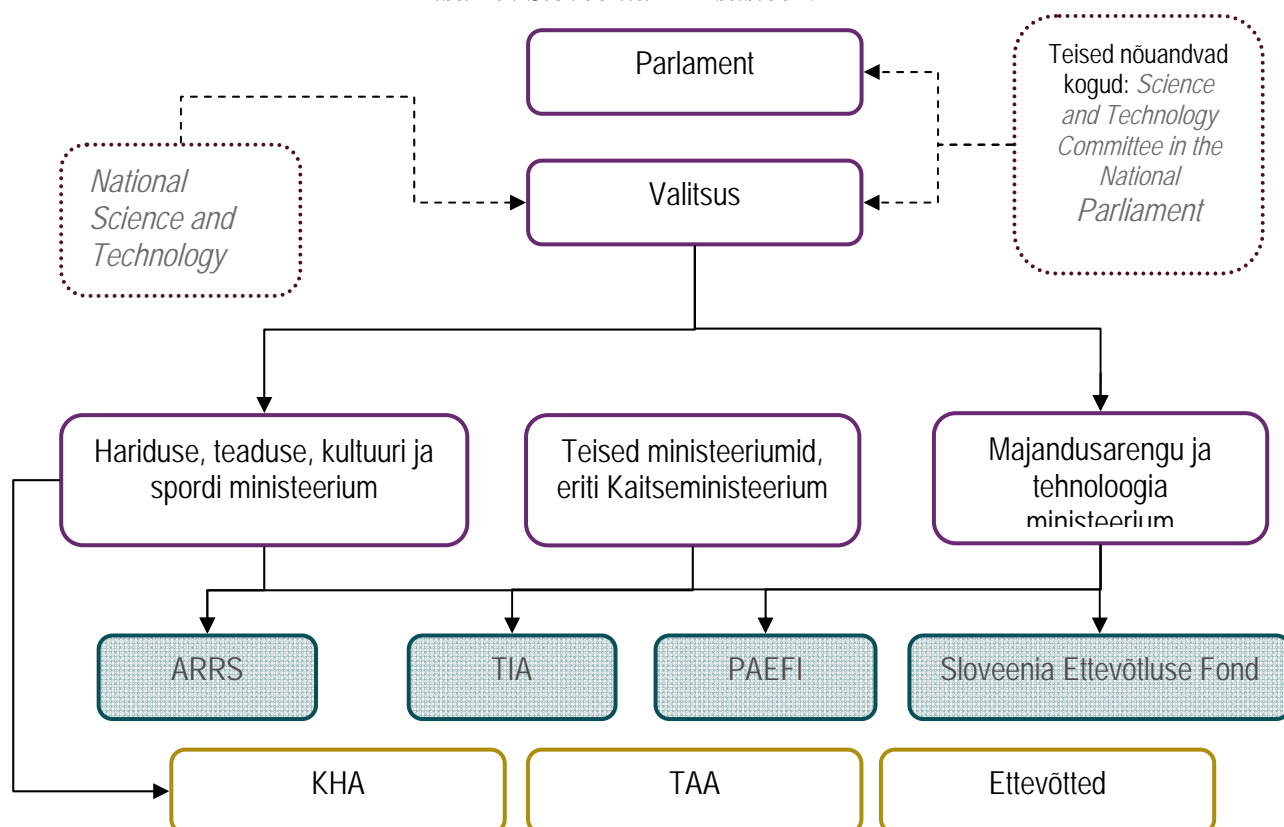 Parlament
Teised nõuandvad
kogud: Science
and Technology
Committee in the
National
Parliament
National
Science and
Technology
Valitsus
Hariduse, teaduse, kultuuri ja
spordi ministeerium
Teised ministeeriumid,
eriti Kaitseministeerium
Majandusarengu ja
tehnoloogia
ministeerium
ARRS
TIA
PAEFI
Sloveenia Ettevõtluse Fond
KHA
TAA
Ettevõtted